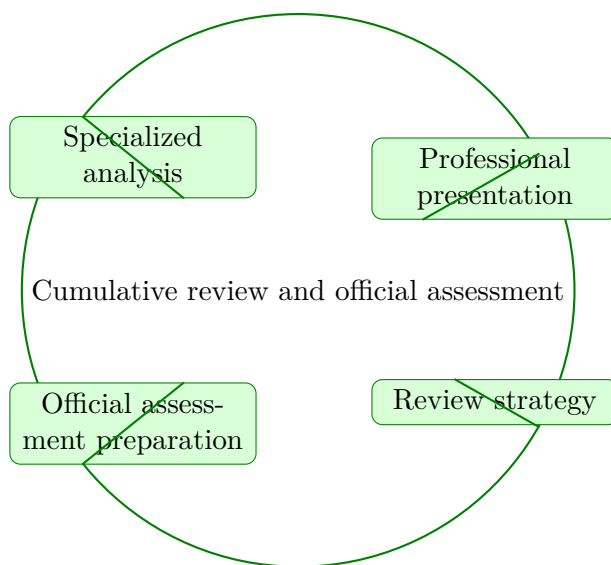 Specialized
analysis
Professional
presentation
Cumulative review and official assessment
Official assess-
ment preparation
Review strategy